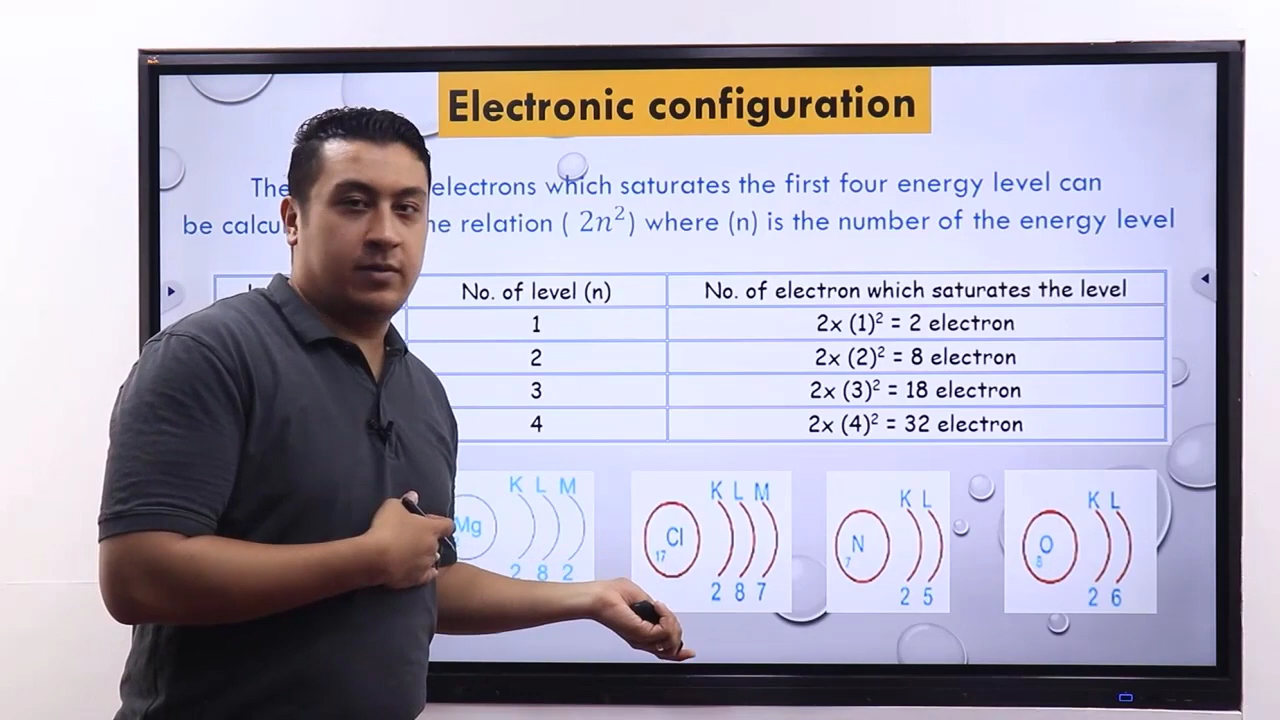 Electronic configuration
The electrons which saturates the first four energy level can
be relation ( 2n²) where (n) is the number of the energy level
No. of level (n) No. of electron which saturates the level
1 2x (1)² = 2 electron
2 2x (2)² = 8 electron
3 2x (3)² = 18 electron
4 2x (4)² = 32 electron
K L M K L M K L K L
Mg 17 Cl 7 N 8 O
2 8 2 2 8 7 2 5 2 6